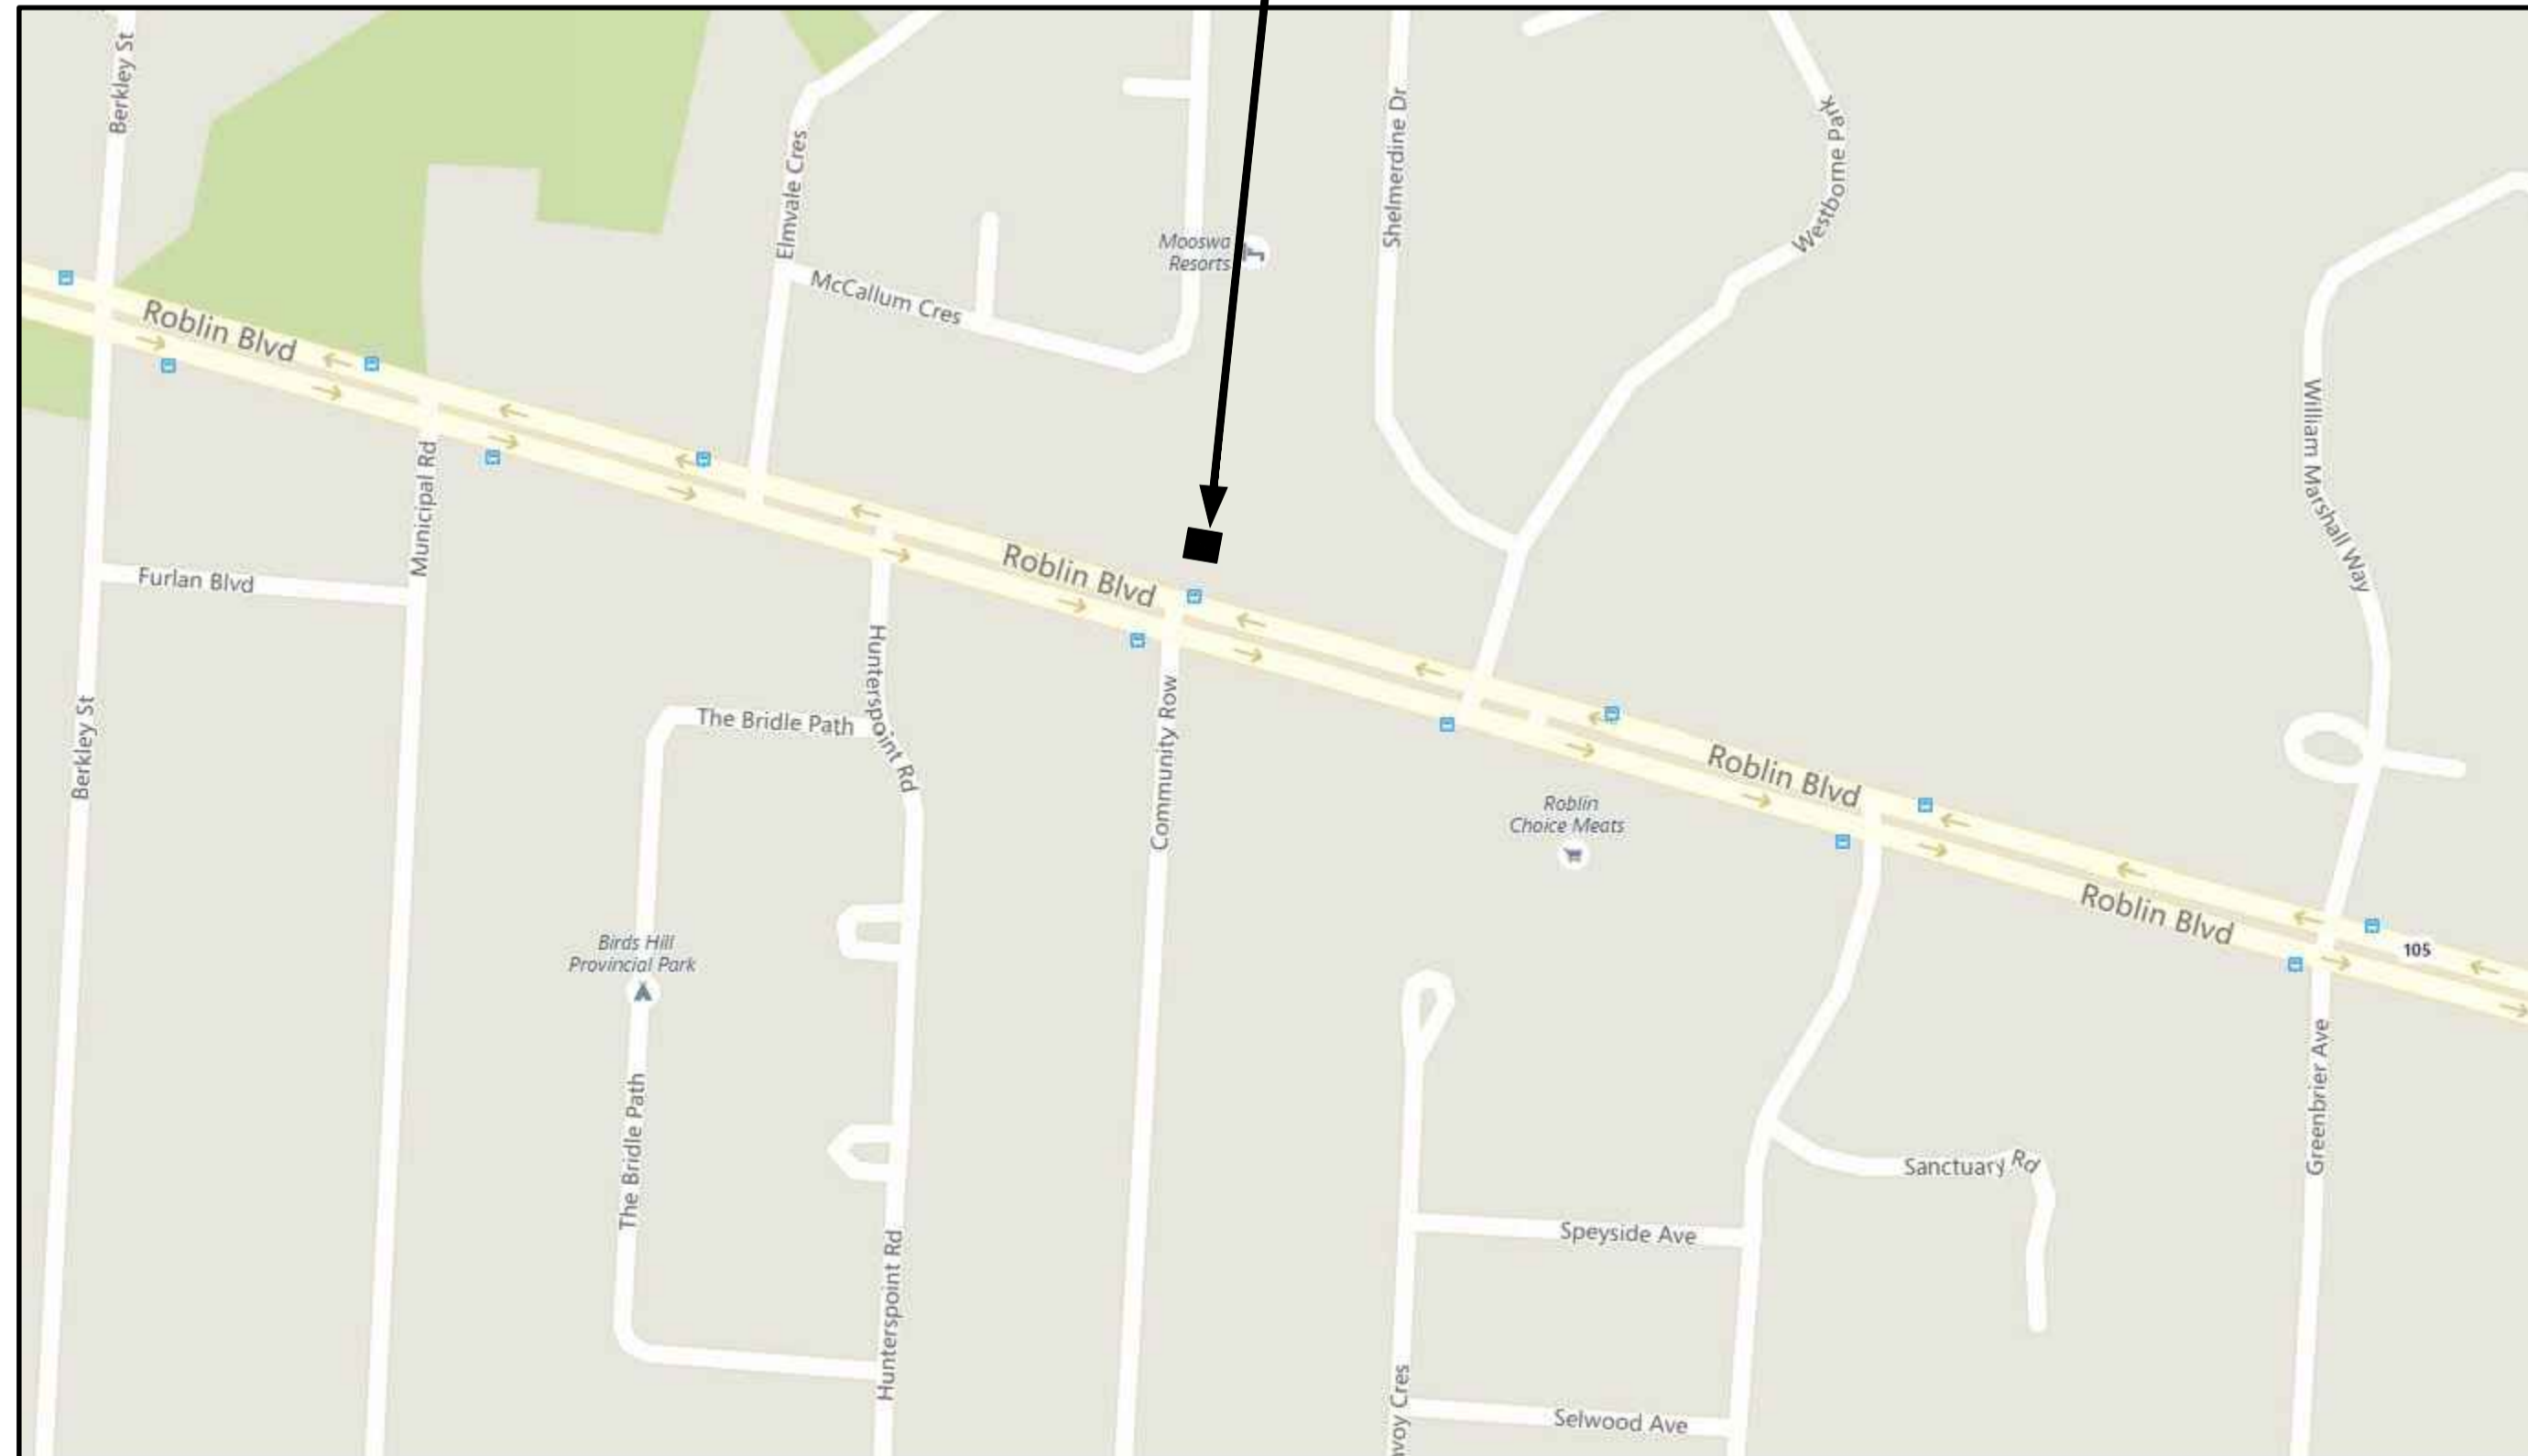 Berkley St
Elmvale Cres
Shelmerdine Dr
Westborne Park
Mooswa
Resorts
McCallum Cres
Roblin Blvd
William Marshall Way
Municipal Rd
Furlan Blvd
Roblin Blvd
Hunterspoint Rd
Berkley St
The Bridle Path
Community Row
Roblin Blvd
Roblin
Choice Meats
Roblin Blvd
105
Birds Hill
Provincial Park
The Bridle Path
Greenbrier Ave
Sanctuary Rd
Speyside Ave
Hunterspoint Rd
voy Cres
Selwood Ave